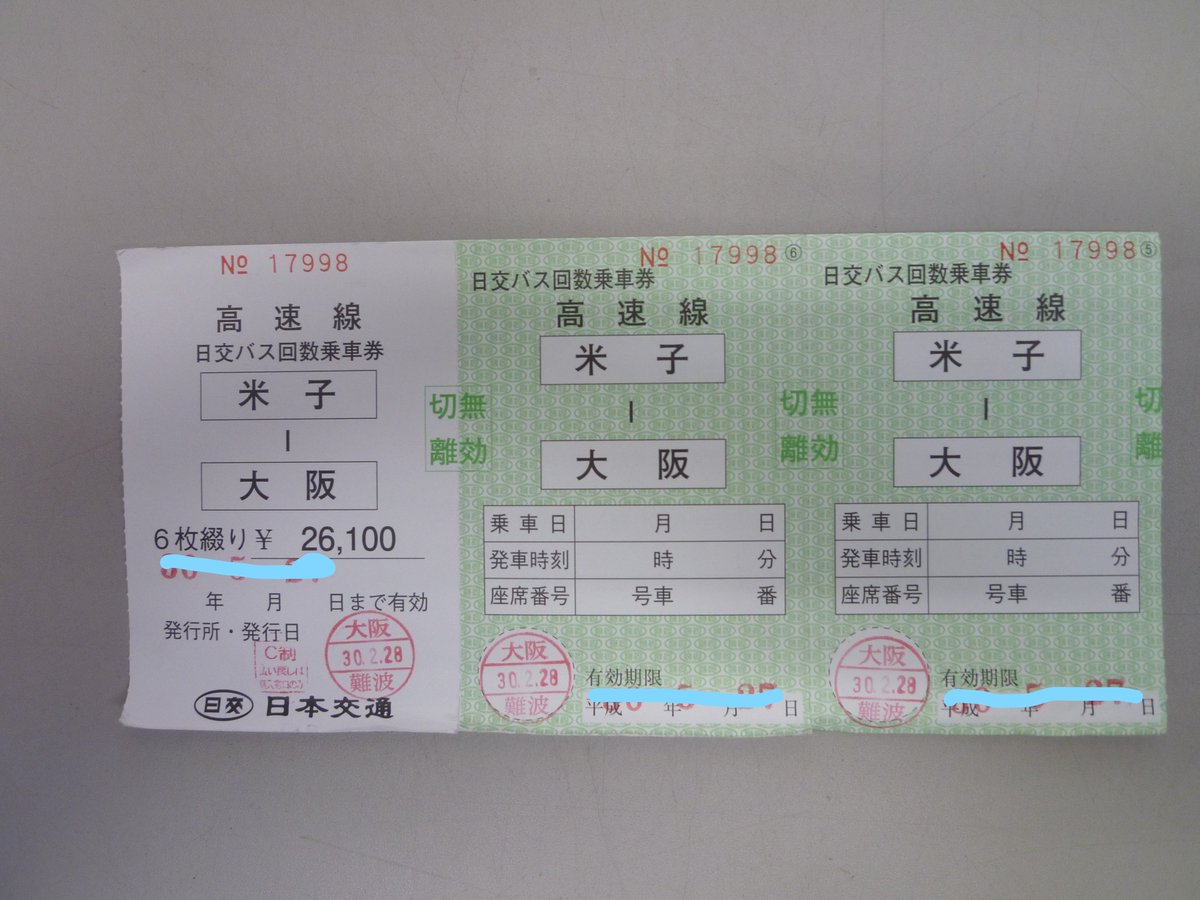 № 17998
高速線
日交バス回数乗車券
米子
ー
大阪
6枚綴り¥ 26,100
年 月 日まで有効
発行所・発行日
C制
大阪
30.2.28
難波
日交 日本交通
切無
離効
№ 17998 ⑥
日交バス回数乗車券
高速線
米子
ー
大阪
乗車日 月 日
発車時刻 時 分
座席番号 号車 番
大阪
30.2.28
難波
有効期限
平成 年 月 日
切無
離効
№ 17998 ⑤
日交バス回数乗車券
高速線
米子
ー
大阪
乗車日 月 日
発車時刻 時 分
座席番号 号車 番
大阪
30.2.28
難波
有効期限
平成 年 月 日
切
離